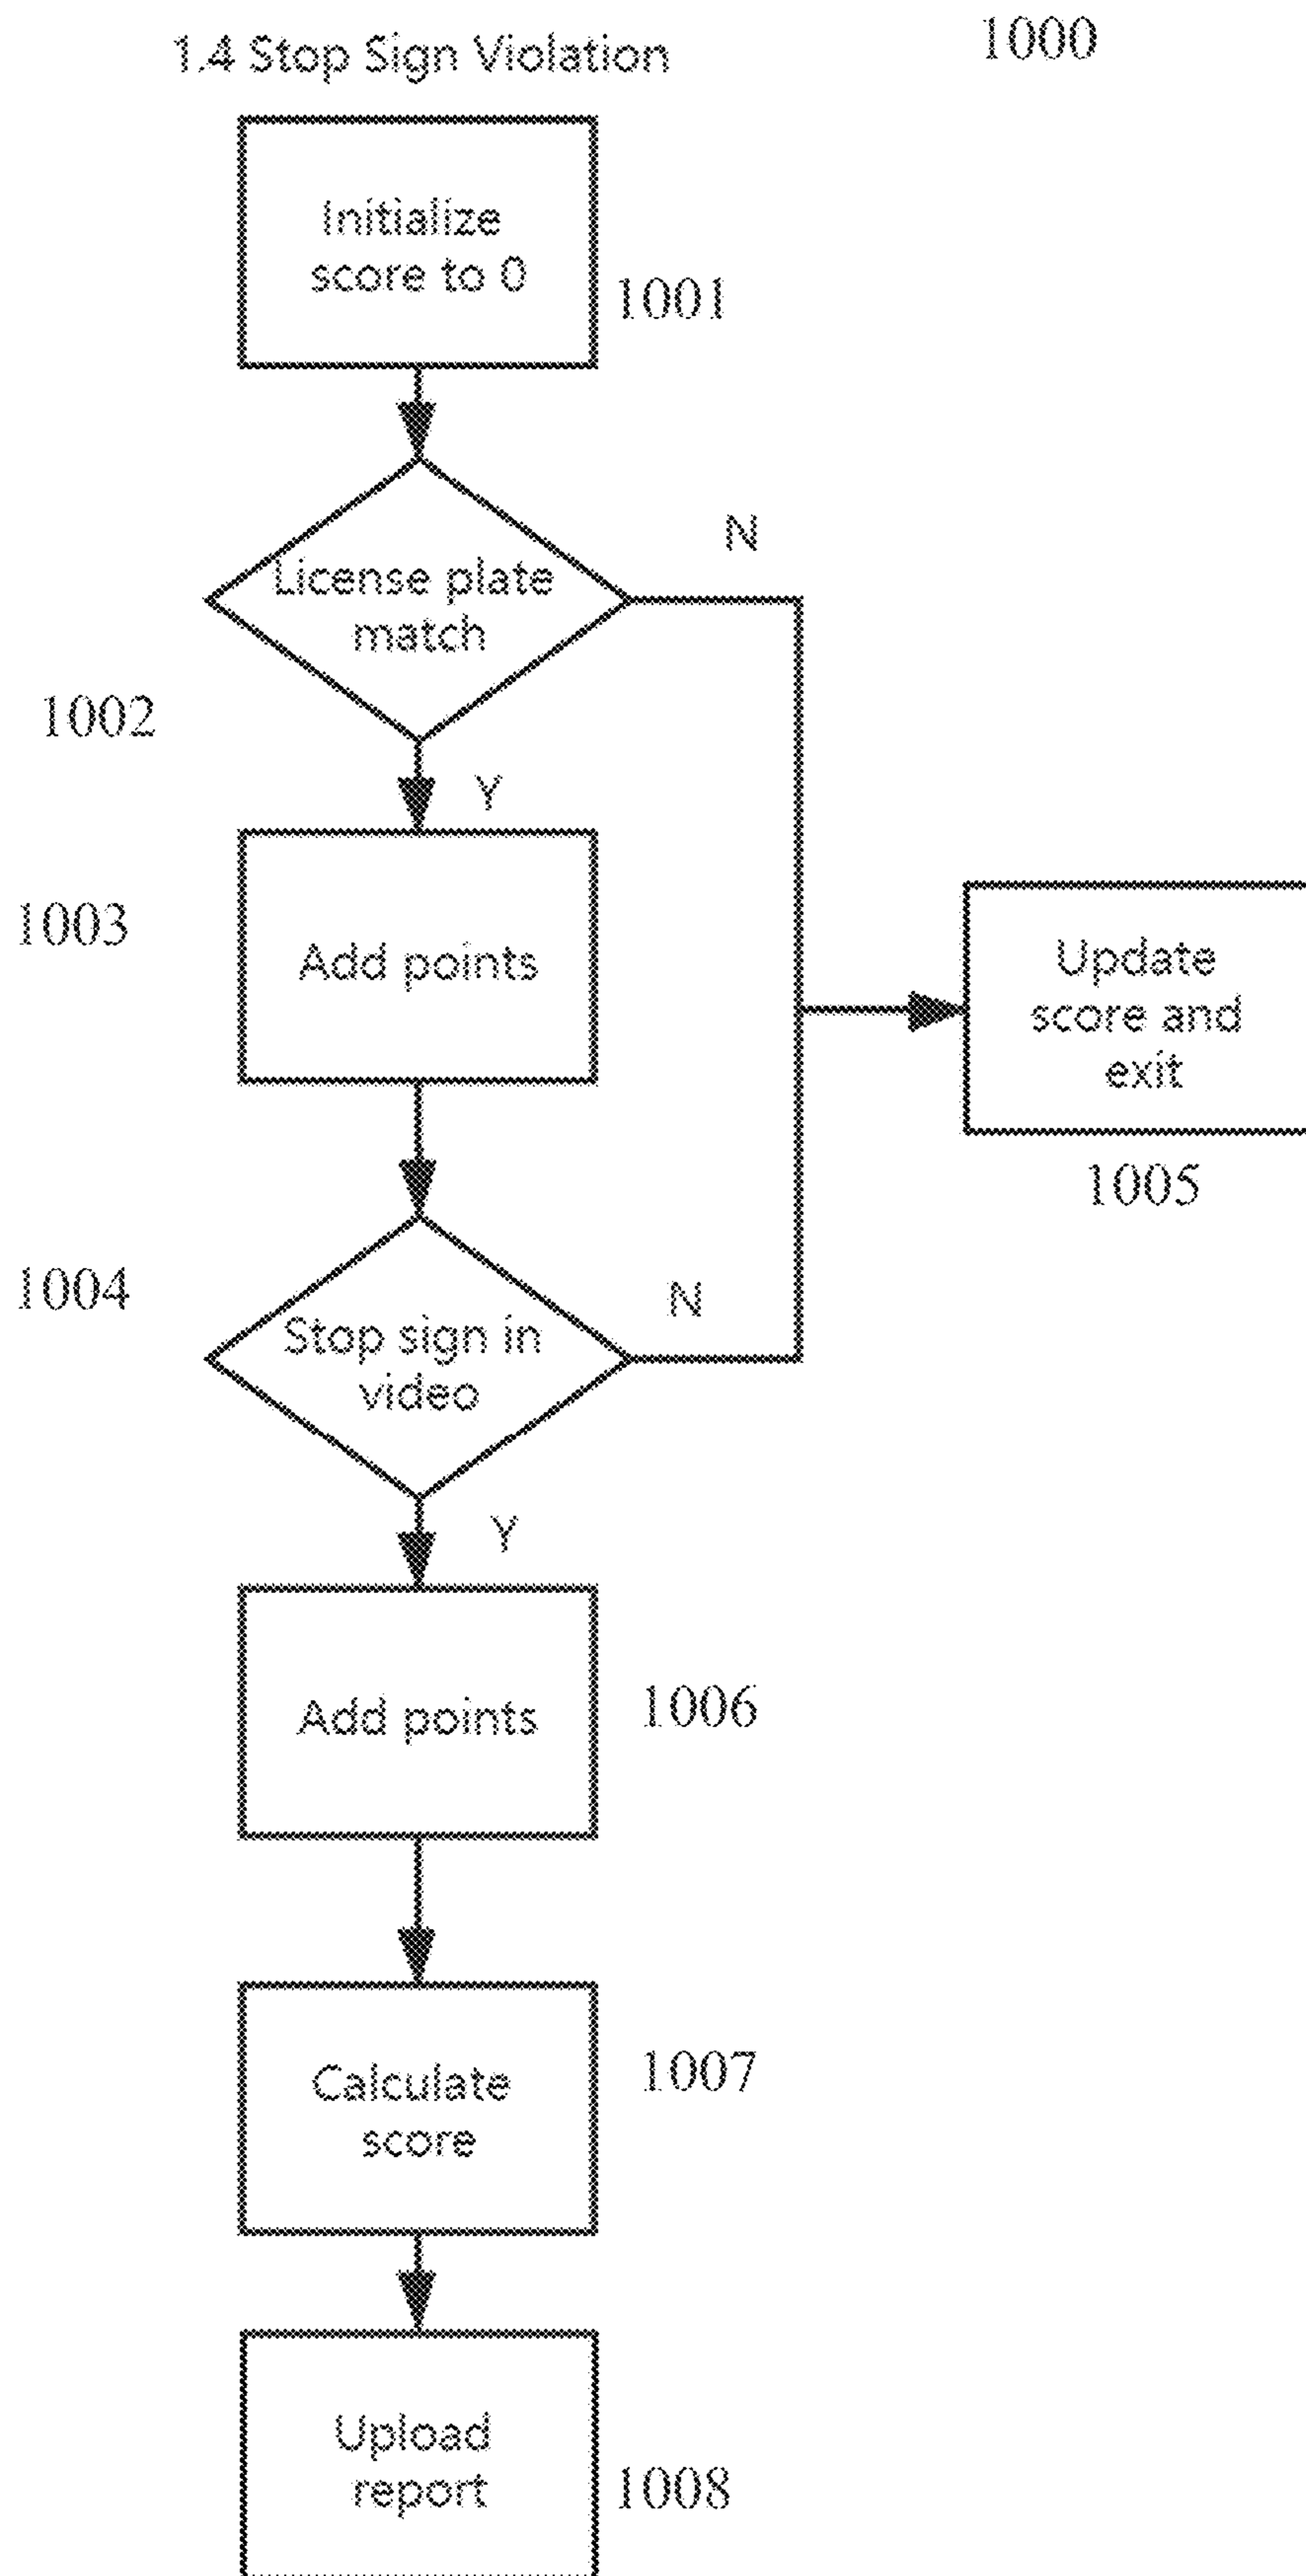 1000
1.4 Stop Sign Violation
Initialize
score to 0
1001
License plate
match
N
1002
Y
1003
Add points
Update
score and
exit
1005
1004
Stop sign in
video
N
Y
Add points
1006
Calculate
score
1007
Upload
report
1008